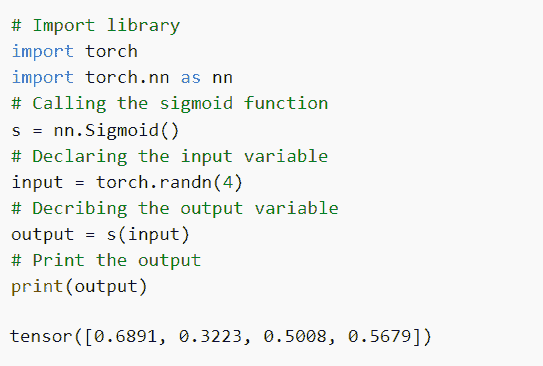 # Import library
import torch
import torch.nn as nn
# Calling the sigmoid function
s = nn.Sigmoid()
# Declaring the input variable
input = torch.randn(4)
# Decribing the output variable
output = s(input)
# Print the output
print(output)
tensor([0.6891, 0.3223, 0.5008, 0.5679])